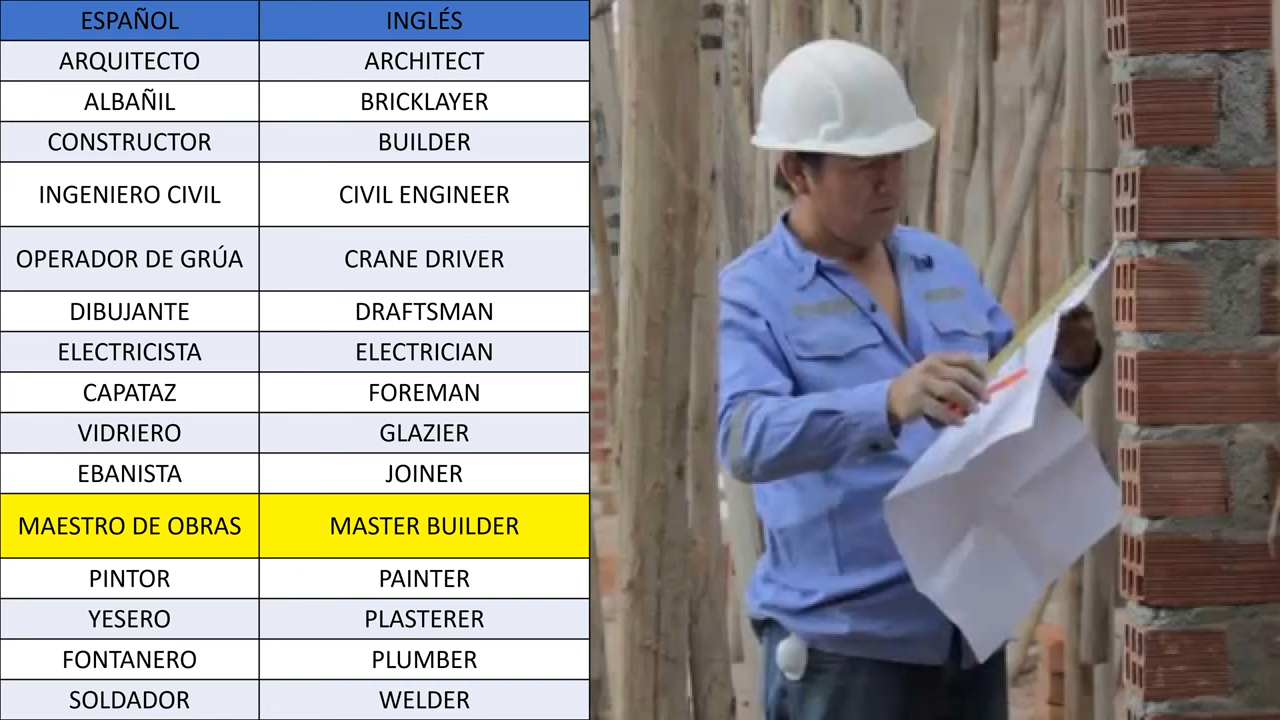 ESPAÑOL INGLÉS
ARQUITECTO ARCHITECT
ALBAÑIL BRICKLAYER
CONSTRUCTOR BUILDER
INGENIERO CIVIL CIVIL ENGINEER
OPERADOR DE GRÚA CRANE DRIVER
DIBUJANTE DRAFTSMAN
ELECTRICISTA ELECTRICIAN
CAPATAZ FOREMAN
VIDRIERO GLAZIER
EBANISTA JOINER
MAESTRO DE OBRAS MASTER BUILDER
PINTOR PAINTER
YESERO PLASTERER
FONTANERO PLUMBER
SOLDADOR WELDER